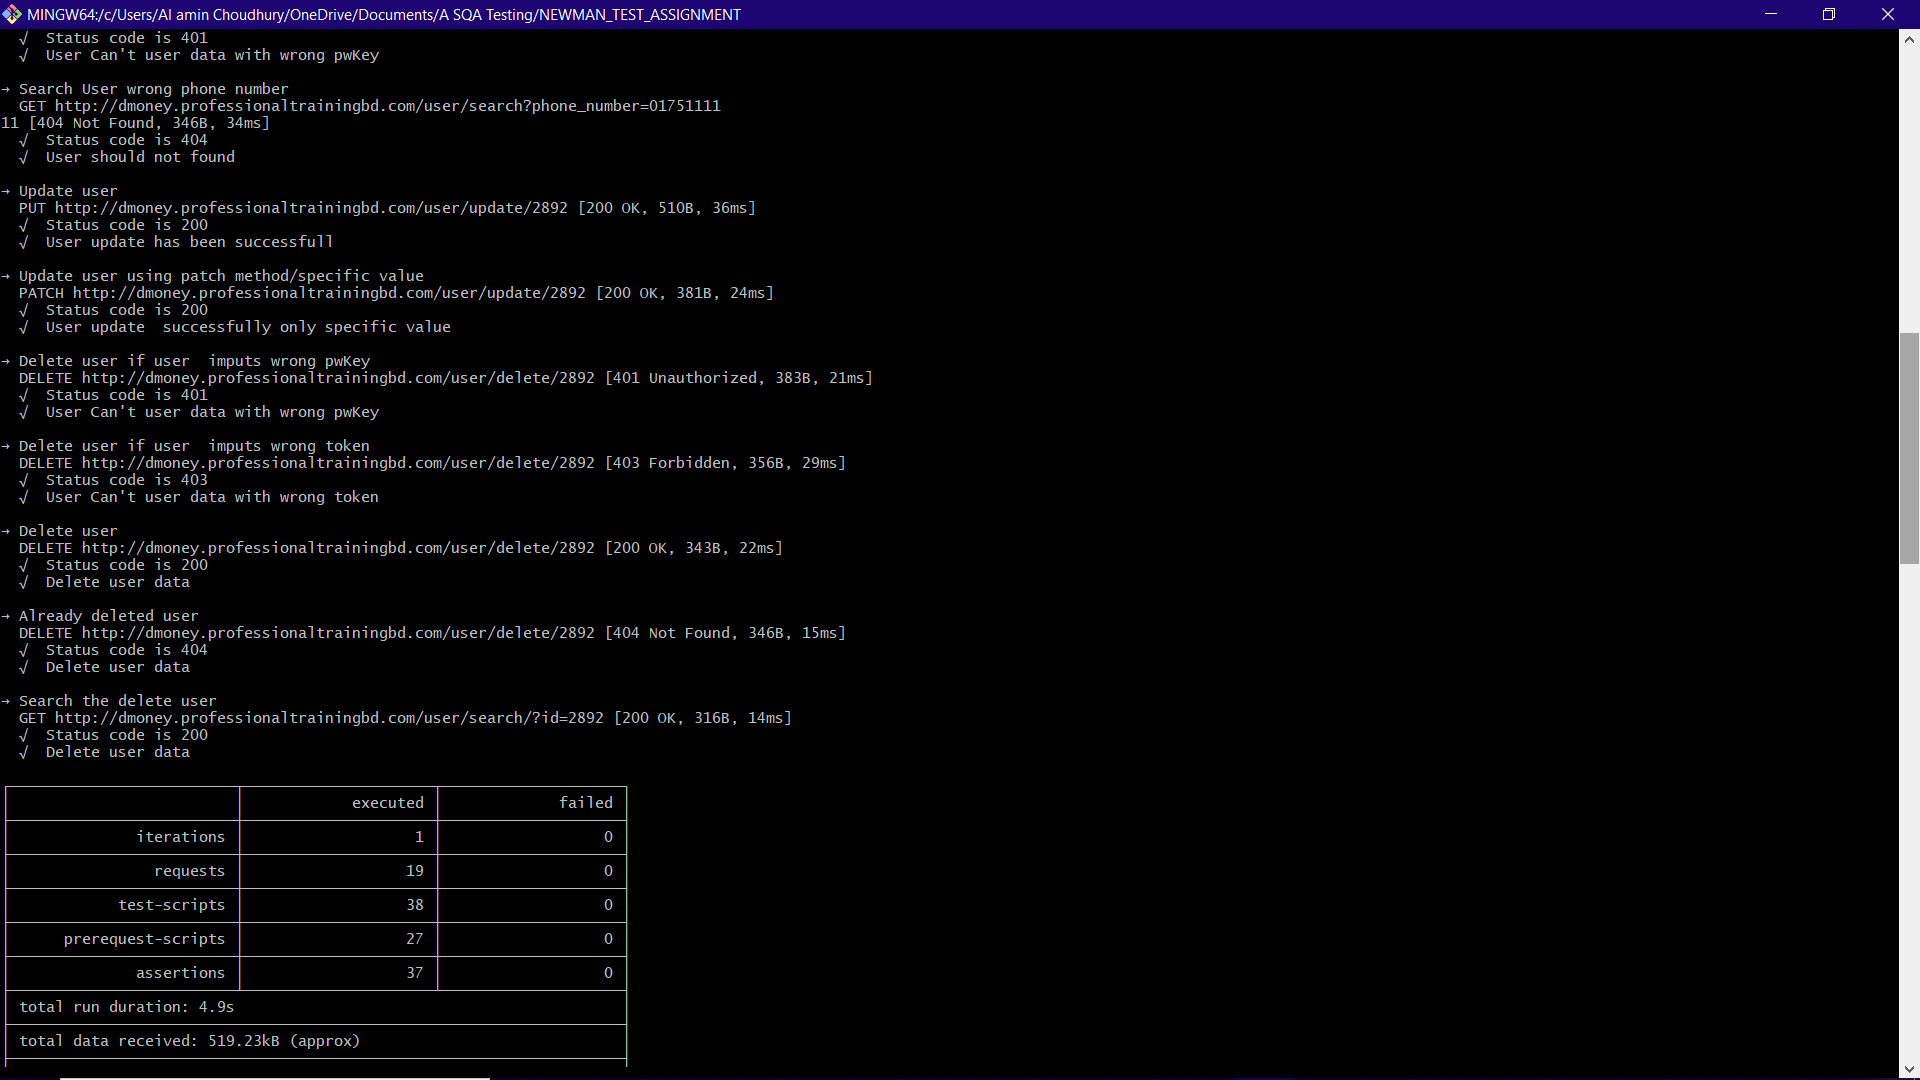 MINGW64:/c/Users/Al amin Choudhury/OneDrive/Documents/A SQA Testing/NEWMAN_TEST_ASSIGNMENT
√ Status code is 401
√ User Can't user data with wrong pwKey
→ Search User wrong phone number
GET http://dmoney.professionaltrainingbd.com/user/search?phone_number=01751111
11 [404 Not Found, 346B, 34ms]
√ Status code is 404
√ User should not found
→ Update user
PUT http://dmoney.professionaltrainingbd.com/user/update/2892 [200 OK, 510B, 36ms]
√ Status code is 200
√ User update has been successfull
→ Update user using patch method/specific value
PATCH http://dmoney.professionaltrainingbd.com/user/update/2892 [200 OK, 381B, 24ms]
√ Status code is 200
√ User update  successfully only specific value
→ Delete user if user  imputs wrong pwKey
DELETE http://dmoney.professionaltrainingbd.com/user/delete/2892 [401 Unauthorized, 383B, 21ms]
√ Status code is 401
√ User Can't user data with wrong pwKey
→ Delete user if user  imputs wrong token
DELETE http://dmoney.professionaltrainingbd.com/user/delete/2892 [403 Forbidden, 356B, 29ms]
√ Status code is 403
√ User Can't user data with wrong token
→ Delete user
DELETE http://dmoney.professionaltrainingbd.com/user/delete/2892 [200 OK, 343B, 22ms]
√ Status code is 200
√ Delete user data
→ Already deleted user
DELETE http://dmoney.professionaltrainingbd.com/user/delete/2892 [404 Not Found, 346B, 15ms]
√ Status code is 404
√ Delete user data
→ Search the delete user
GET http://dmoney.professionaltrainingbd.com/user/search/?id=2892 [200 OK, 316B, 14ms]
√ Status code is 200
√ Delete user data
executed failed
iterations 1 0
requests 19 0
test-scripts 38 0
prerequest-scripts 27 0
assertions 37 0
total run duration: 4.9s
total data received: 519.23kB (approx)